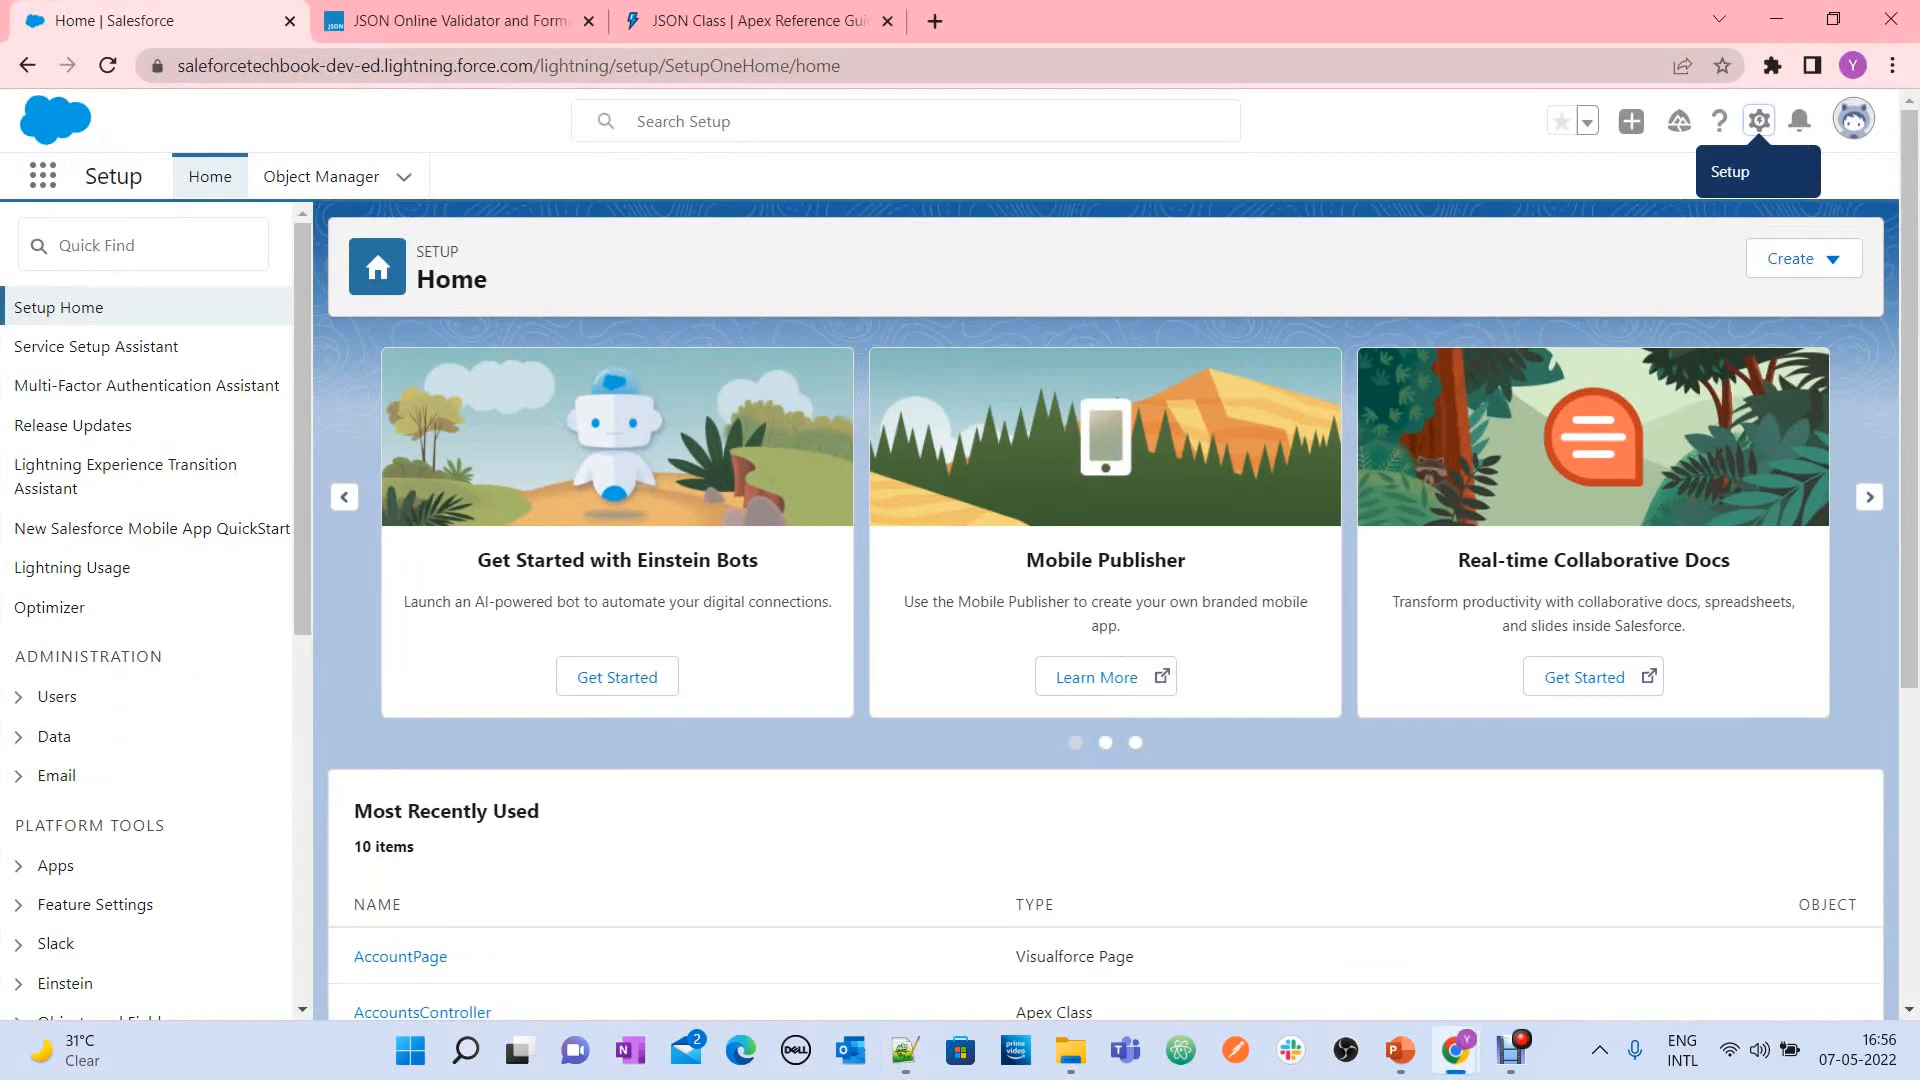 Home | Salesforce
JSON Online Validator and Form
JSON Class | Apex Reference Gui
saleforcetechbook-dev-ed.lightning.force.com/lightning/setup/SetupOneHome/home
Y
Search Setup
Setup
Setup
Home
Object Manager
Quick Find
Setup Home
Service Setup Assistant
Multi-Factor Authentication Assistant
Release Updates
Lightning Experience Transition
Assistant
New Salesforce Mobile App QuickStart
Lightning Usage
Optimizer
ADMINISTRATION
Users
Data
Email
PLATFORM TOOLS
Apps
Feature Settings
Slack
Einstein
SETUP
Home
Create
Get Started with Einstein Bots
Launch an AI-powered bot to automate your digital connections.
Get Started
Mobile Publisher
Use the Mobile Publisher to create your own branded mobile
app.
Learn More
Real-time Collaborative Docs
Transform productivity with collaborative docs, spreadsheets,
and slides inside Salesforce.
Get Started
Most Recently Used
10 items
NAME TYPE OBJECT
AccountPage Visualforce Page
AccountsController Apex Class
31°C
Clear
2
DELL
prime
video
Y
ENG
INTL
16:56
07-05-2022